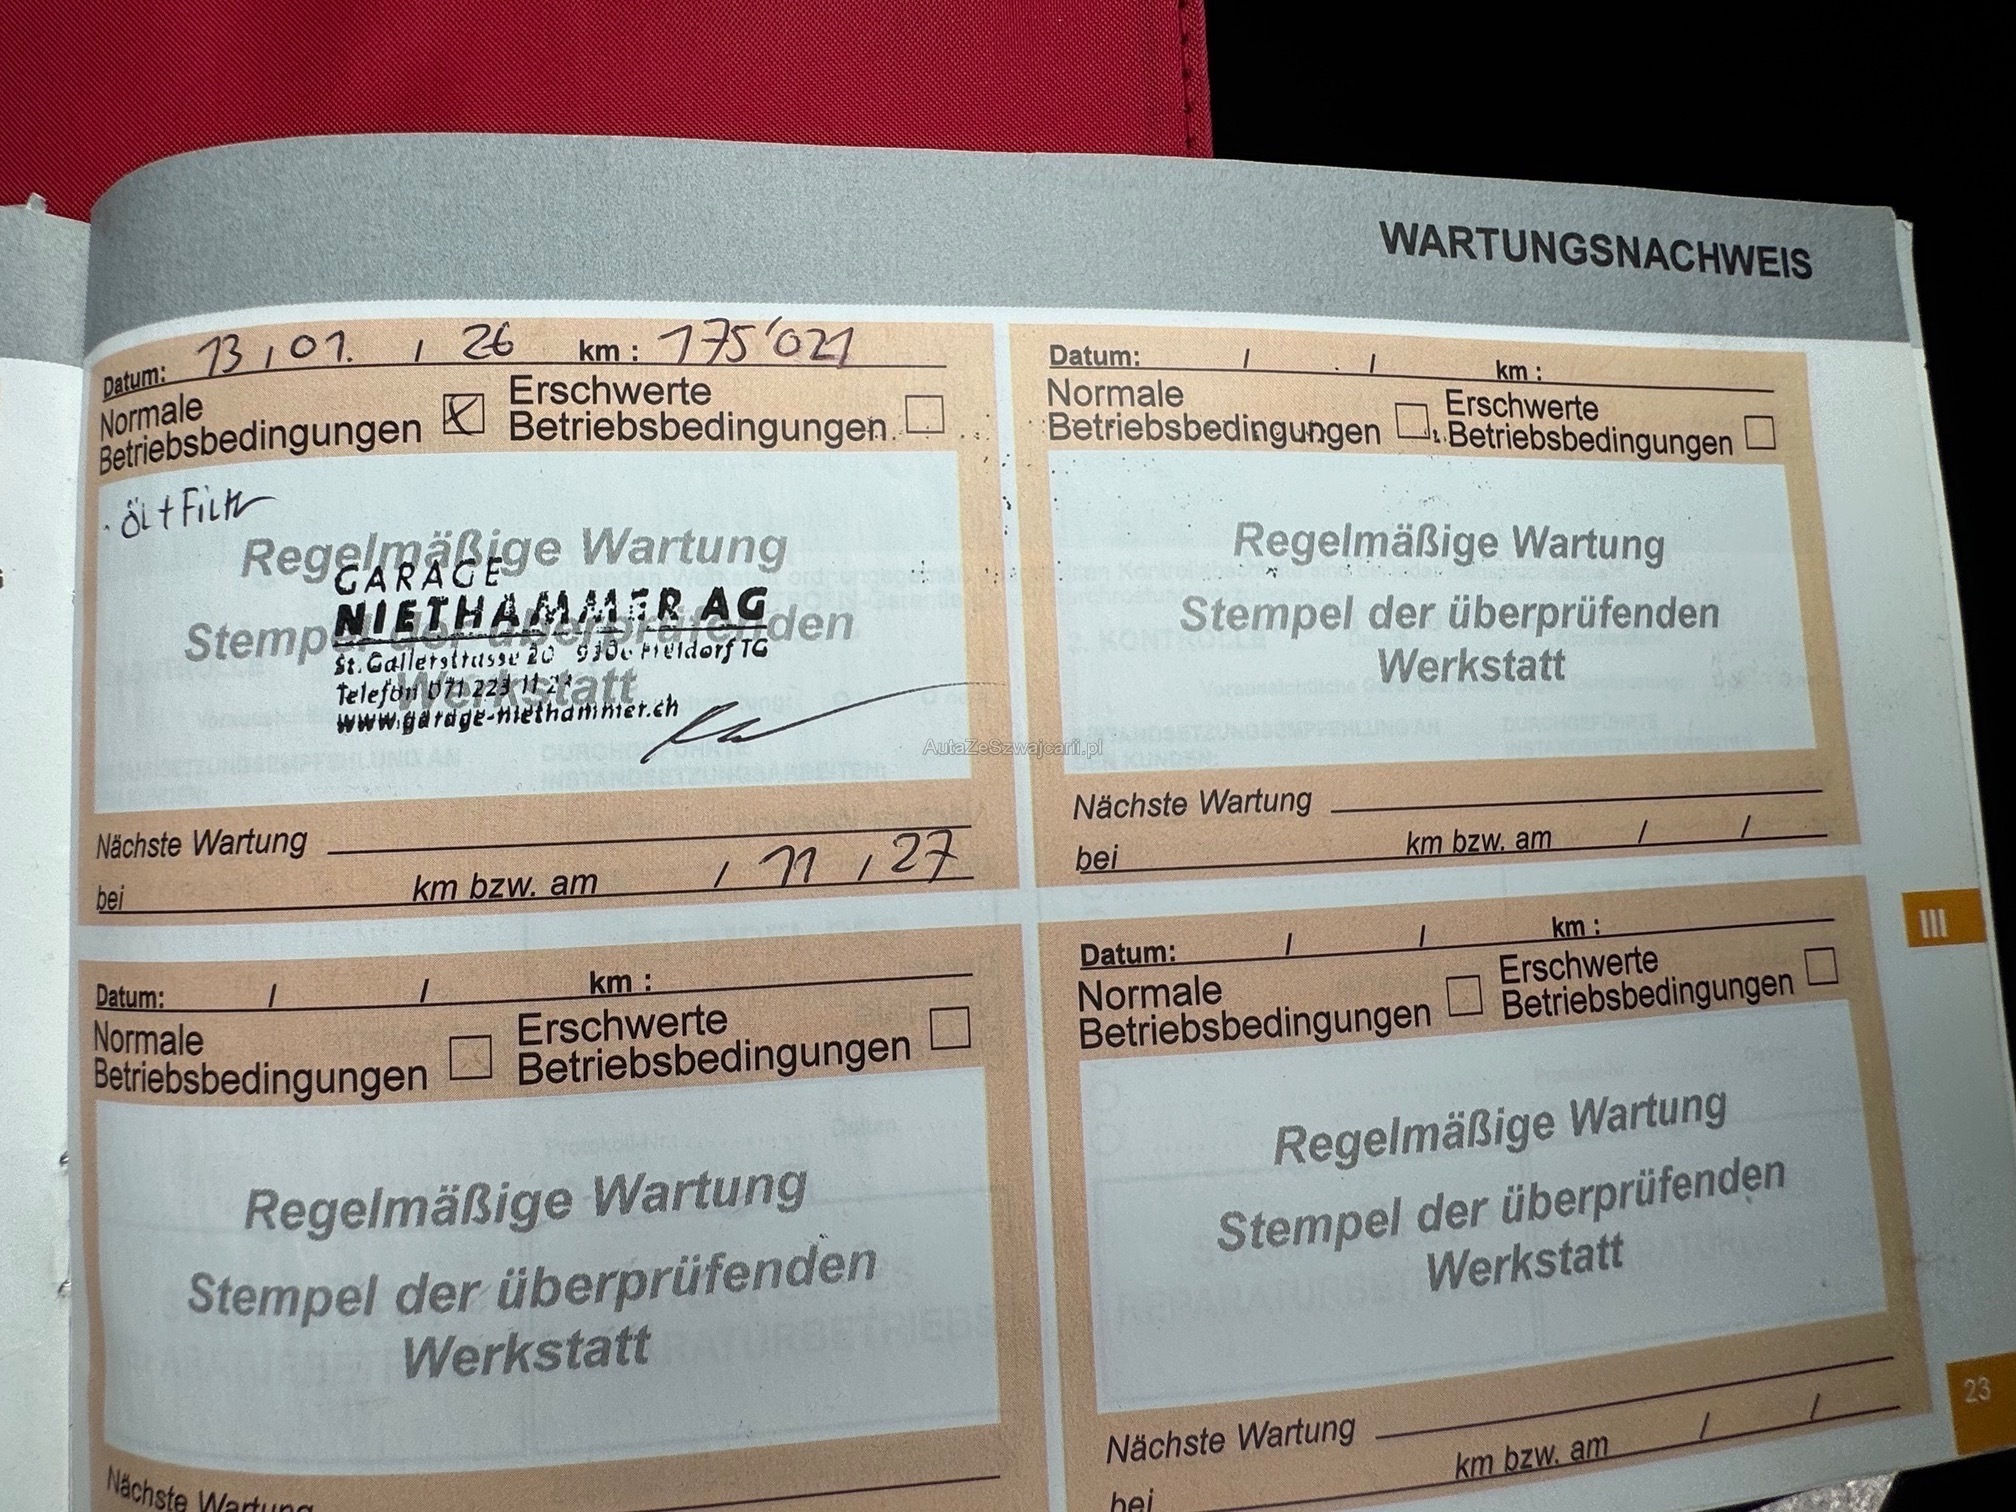 WARTUNGSNACHWEIS
Datum: 13 / 01. / 26 km : 175'021
Normale
Betriebsbedingungen X Erschwerte
Betriebsbedingungen
Öl + Filter
Regelmäßige Wartung
Stempel der überprüfenden
Werkstatt
GARAGE
NIETHAMMER AG
St. Gallerstrasse 20
Telefon 071 223 11 21
www.garage-niethammer.ch
Nächste Wartung
bei km bzw. am / 11 / 27
Datum: / / km :
Normale
Betriebsbedingungen Erschwerte
Betriebsbedingungen
Regelmäßige Wartung
Stempel der überprüfenden
Werkstatt
Nächste Wartung
bei km bzw. am / /
AutaZeSzwajcarii.pl
Datum: / / km :
Normale
Betriebsbedingungen Erschwerte
Betriebsbedingungen
Regelmäßige Wartung
Stempel der überprüfenden
Werkstatt
Nächste Wartung
Datum: / / km :
Normale
Betriebsbedingungen Erschwerte
Betriebsbedingungen
Regelmäßige Wartung
Stempel der überprüfenden
Werkstatt
Nächste Wartung
bei km bzw. am / /
III
23